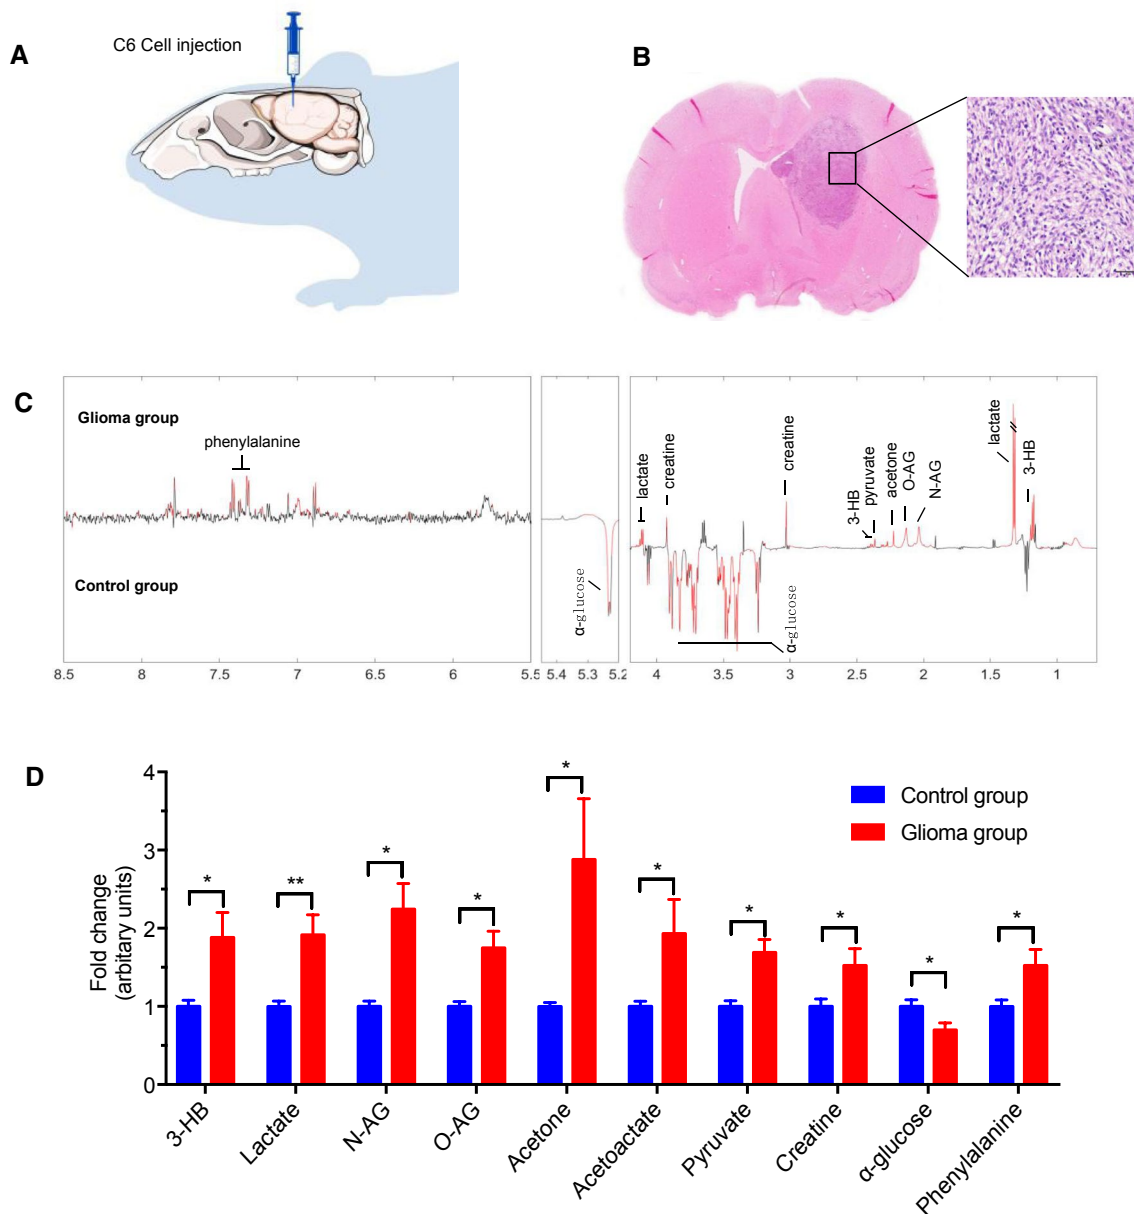 A
C6 Cell injection
B
C
Glioma group
phenylalanine
Control group
α-glucose
lactate
creatine
creatine
3-HB
pyruvate
acetone
O-AG
N-AG
lactate
3-HB
α-glucose
8.5 8 7.5 7 6.5 6 5.5 5.4 5.3 5.2 4 3.5 3 2.5 2 1.5 1
D
Fold change
(arbitary units)
4
3
2
1
0
* ** * * * * * * * *
Control group
Glioma group
3-HB
Lactate
N-AG
O-AG
Acetone
Acetoactate
Pyruvate
Creatine
α-glucose
Phenylalanine